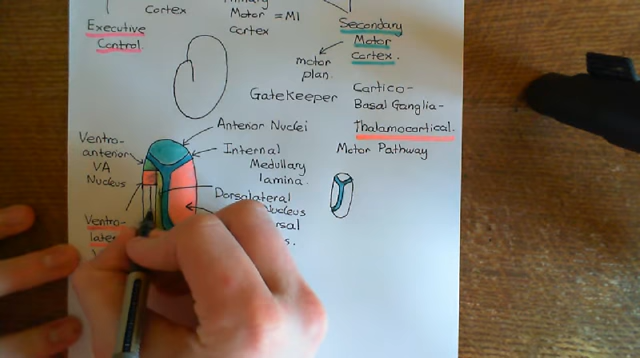 Cortex
Primary
Motor = M1
cortex
Executive
Control.
Secondary
Motor
Cortex.
motor
plan.
Gatekeeper
Cortico-
Basal Ganglia-
Thalamocortical.
Motor Pathway
Anterior Nuclei
Ventro-
anterior
VA
Nucleus
Internal
Medullary
lamina.
Dorsolateral
Nucleus
Ventro-